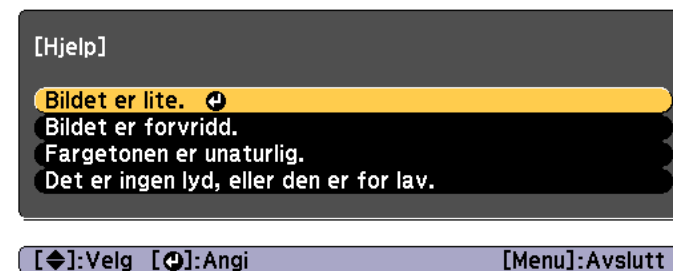 [Hjelp]
Bildet er lite.
Bildet er forvridd.
Fargetonen er unaturlig.
Det er ingen lyd, eller den er for lav.
[◆]:Velg [↵]:Angi [Menu]:Avslutt